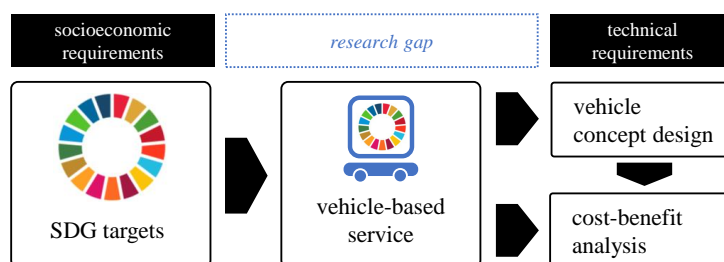 socioeconomic
requirements
research gap
technical
requirements
SDG targets
vehicle-based
service
vehicle
concept design
cost-benefit
analysis